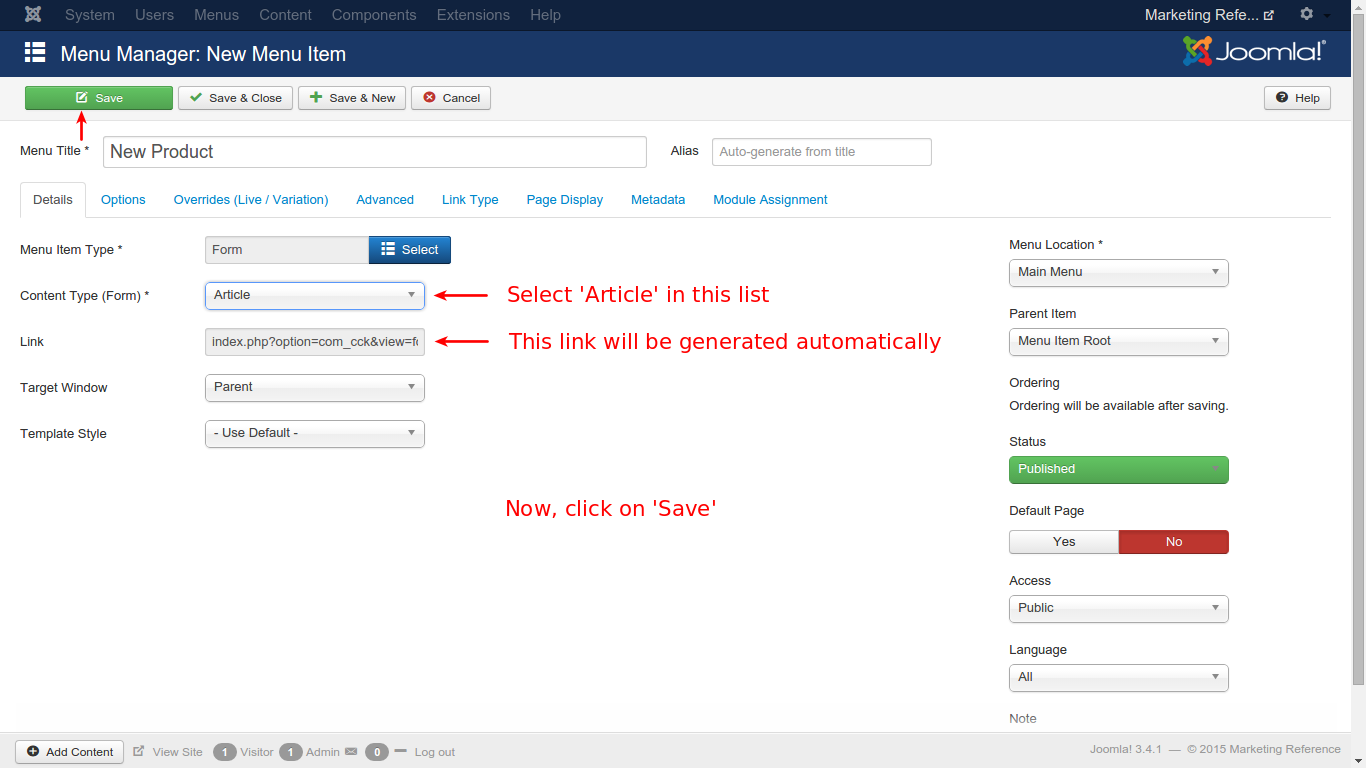 System Users Menus Content Components Extensions Help Marketing Refe...
Menu Manager: New Menu Item Joomla!®
Save Save & Close Save & New Cancel Help
Menu Title * New Product Alias Auto-generate from title
Details Options Overrides (Live / Variation) Advanced Link Type Page Display Metadata Module Assignment
Menu Item Type * Form Select
Content Type (Form) * Article Select 'Article' in this list
Link index.php?option=com_cck&view=fo This link will be generated automatically
Target Window Parent
Template Style - Use Default -
Now, click on 'Save'
Menu Location *
Main Menu
Parent Item
Menu Item Root
Ordering
Ordering will be available after saving.
Status
Published
Default Page
Yes No
Access
Public
Language
All
Note
Add Content View Site 1 Visitor 1 Admin 0 Log out Joomla! 3.4.1 — © 2015 Marketing Reference